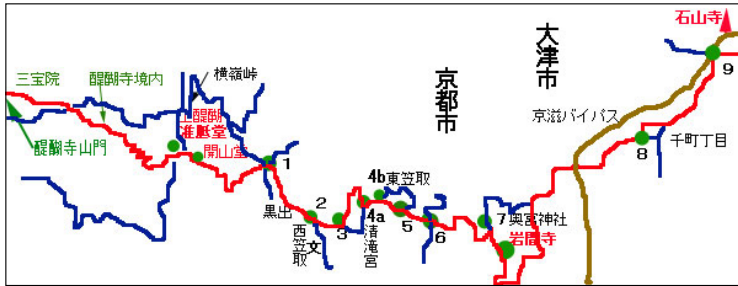 石山寺
大津市
京都市
三宝院
醍醐寺境内
横嶺峠
上醍醐
准胝堂
開山堂
醍醐寺山門
京滋バイパス
千町丁目
9
8
1
黒出
2
西笠取
文
3
4b
東笠取
4a
清滝宮
5
6
7
奥宮神社
岩間寺